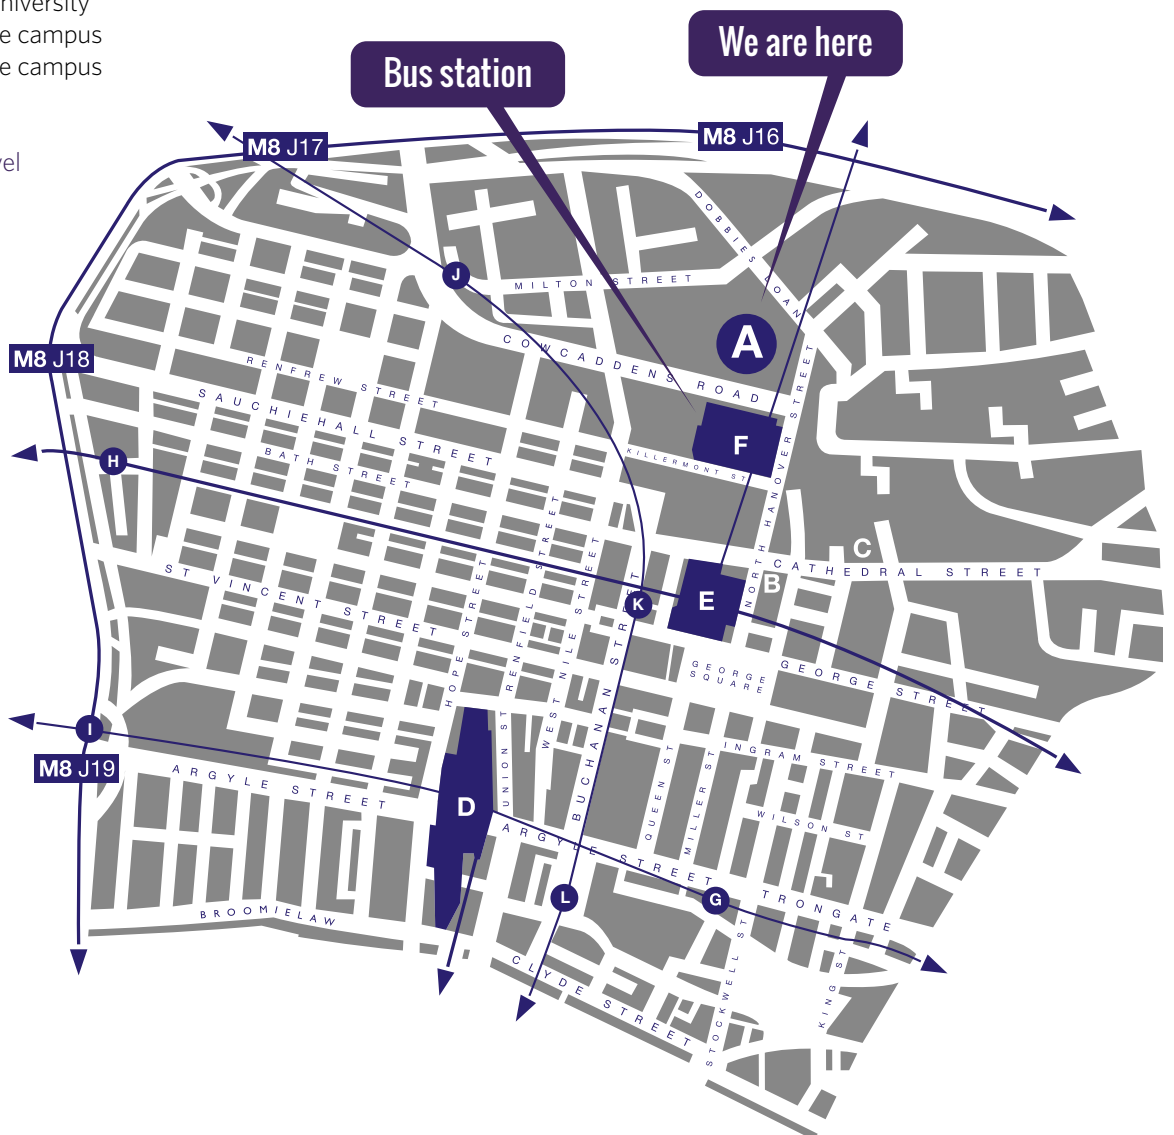 niversity
e campus
e campus
vel
We are here
Bus station
M8 J16
M8 J17
DOBBIES LOAN
J
MILTON STREET
A
COWCADDENS ROAD
M8 J18
RENFREW STREET
SAUCHIEHALL STREET
F
H
BATH STREET
KILLERMONT ST
NORTH HANOVER STREET
C
CATHEDRAL STREET
B
ST VINCENT STREET
E
K
HOPE STREET
RENFIELD STREET
WEST NILE STREET
BUCHANAN STREET
GEORGE
SQUARE
GEORGE STREET
I
M8 J19
UNION ST
QUEEN ST
MILLER ST
INGRAM STREET
ARGYLE STREET
D
WILSON ST
ARGYLE STREET
L
G
TRONGATE
BROOMIELAW
CLYDE STREET
STOCKWELL ST
KING ST